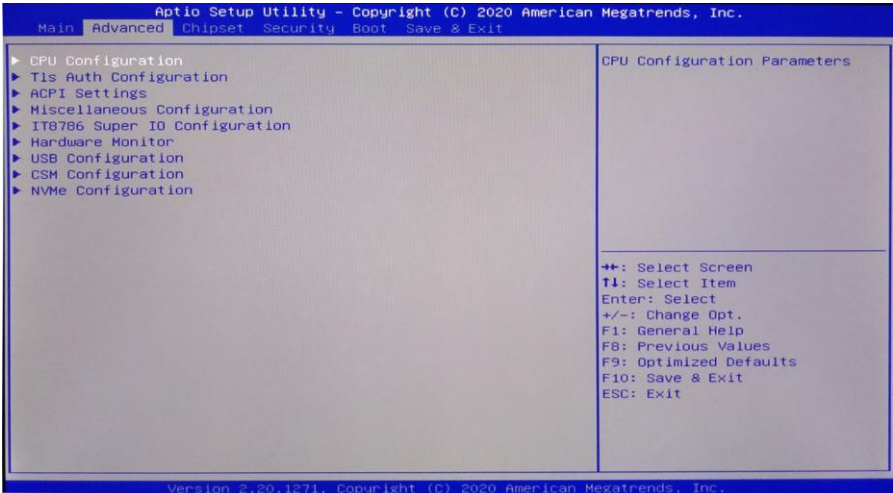 Aptio Setup Utility – Copyright (C) 2020 American Megatrends, Inc.
Main Advanced Chipset Security Boot Save & Exit
▶ CPU Configuration
▶ Tls Auth Configuration
▶ ACPI Settings
▶ Miscellaneous Configuration
▶ IT8786 Super IO Configuration
▶ Hardware Monitor
▶ USB Configuration
▶ CSM Configuration
▶ NVMe Configuration
CPU Configuration Parameters
→←: Select Screen
↑↓: Select Item
Enter: Select
+/-: Change Opt.
F1: General Help
F8: Previous Values
F9: Optimized Defaults
F10: Save & Exit
ESC: Exit
Version 2.20.1271. Copyright (C) 2020 American Megatrends, Inc.